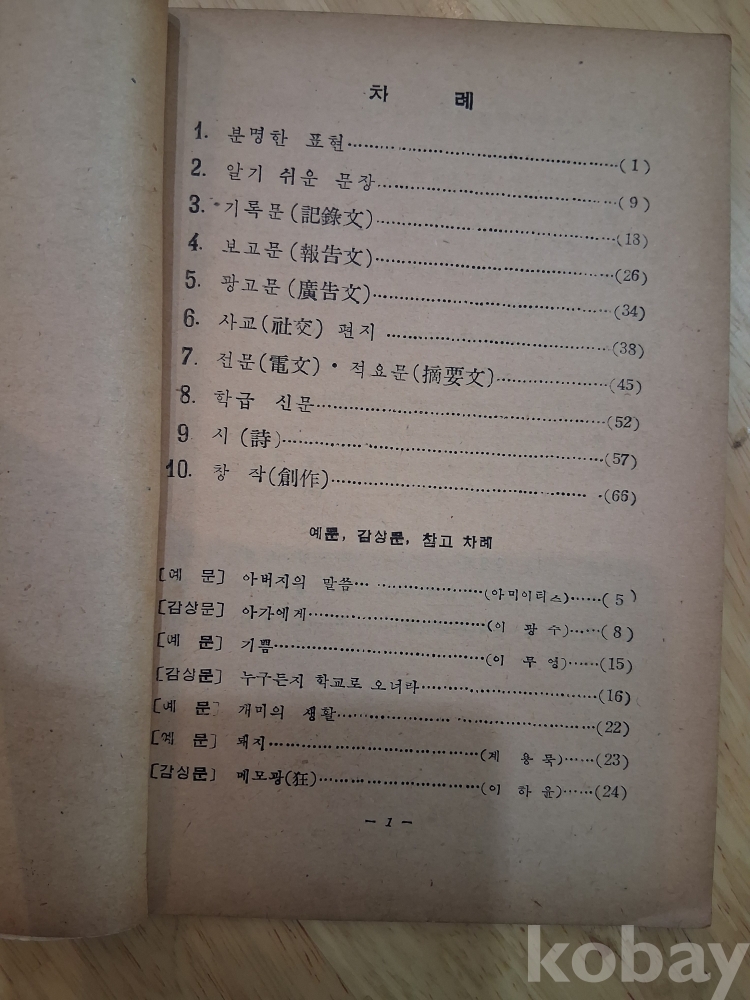 차 례
1. 분명한 표현……(1)
2. 알기 쉬운 문장……(9)
3. 기록문(記錄文)……(13)
4. 보고문(報告文)……(26)
5. 광고문(廣告文)……(34)
6. 사교(社交) 편지……(38)
7. 전문(電文)·적요문(摘要文)……(45)
8. 학급 신문……(52)
9 시(詩)……(57)
10. 창 작(創作)……(66)
예문, 감상문, 참고 차례
[예 문] 아버지의 말씀……(아미이티스)……(5)
[감상문] 아가에게……(이 광 수)……(8)
[예 문] 기쁨……(이 무 영)……(15)
[감상문] 누구든지 학교로 오너라……(16)
[예 문] 개미의 생활……(22)
[예 문] 돼지……(계 용 묵)……(23)
[감상문] 메모광(狂)……(이 하 윤)……(24)
- 1 -
kobay